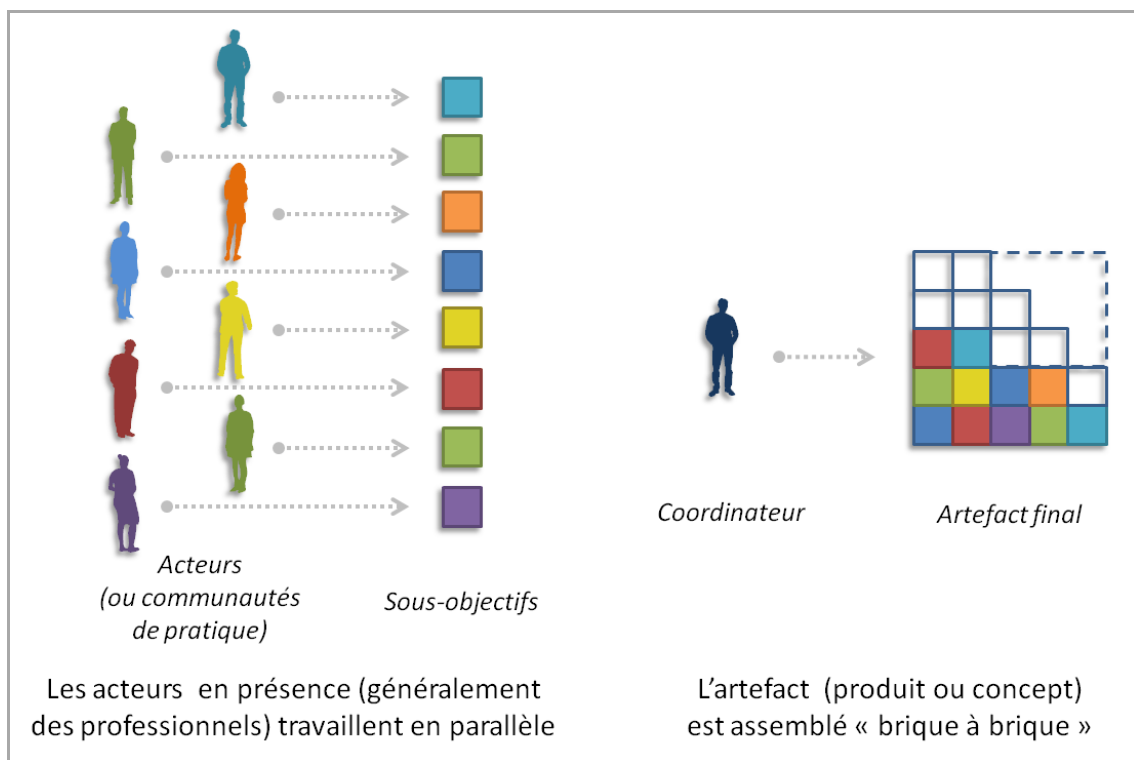 Acteurs
(ou communautés
de pratique)
Sous-objectifs
Coordinateur
Artefact final
Les acteurs en présence (généralement
des professionnels) travaillent en parallèle
L'artefact (produit ou concept)
est assemblé « brique à brique »